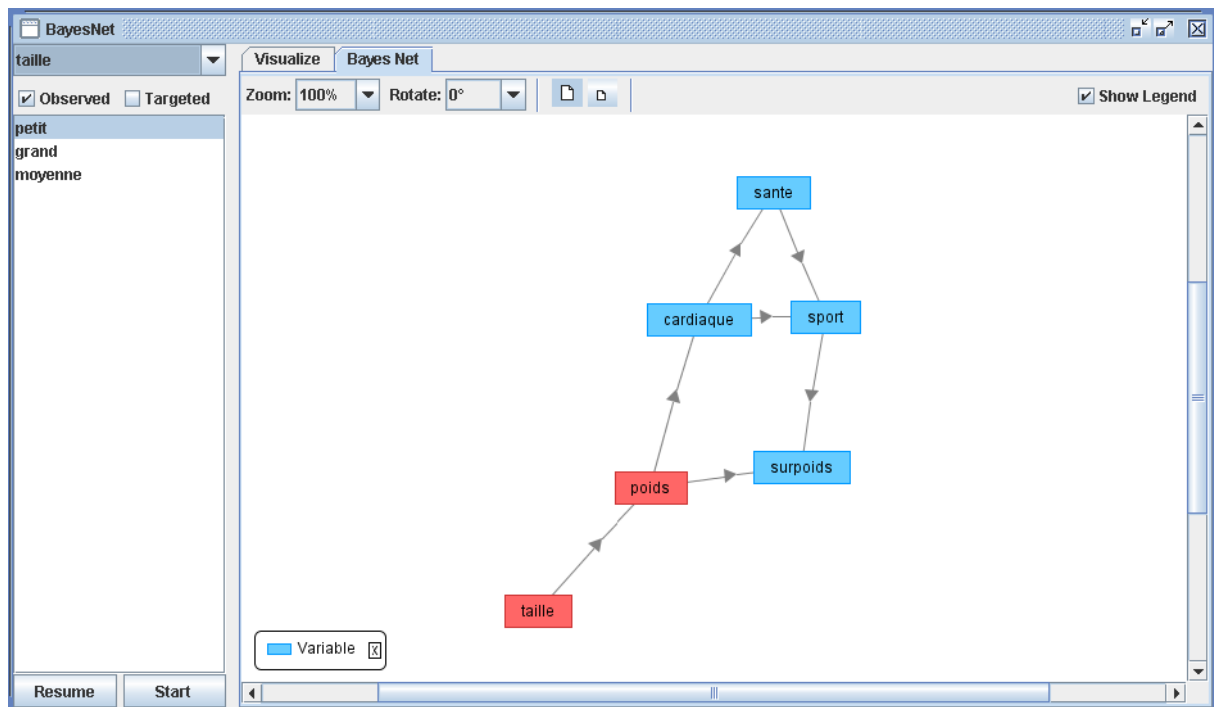 BayesNet
taille
Visualize Bayes Net
Observed Targeted
Zoom: 100% Rotate: 0°
Show Legend
petit
grand
moyenne
sante
cardiaque sport
surpoids
poids
taille
Variable X
Resume Start